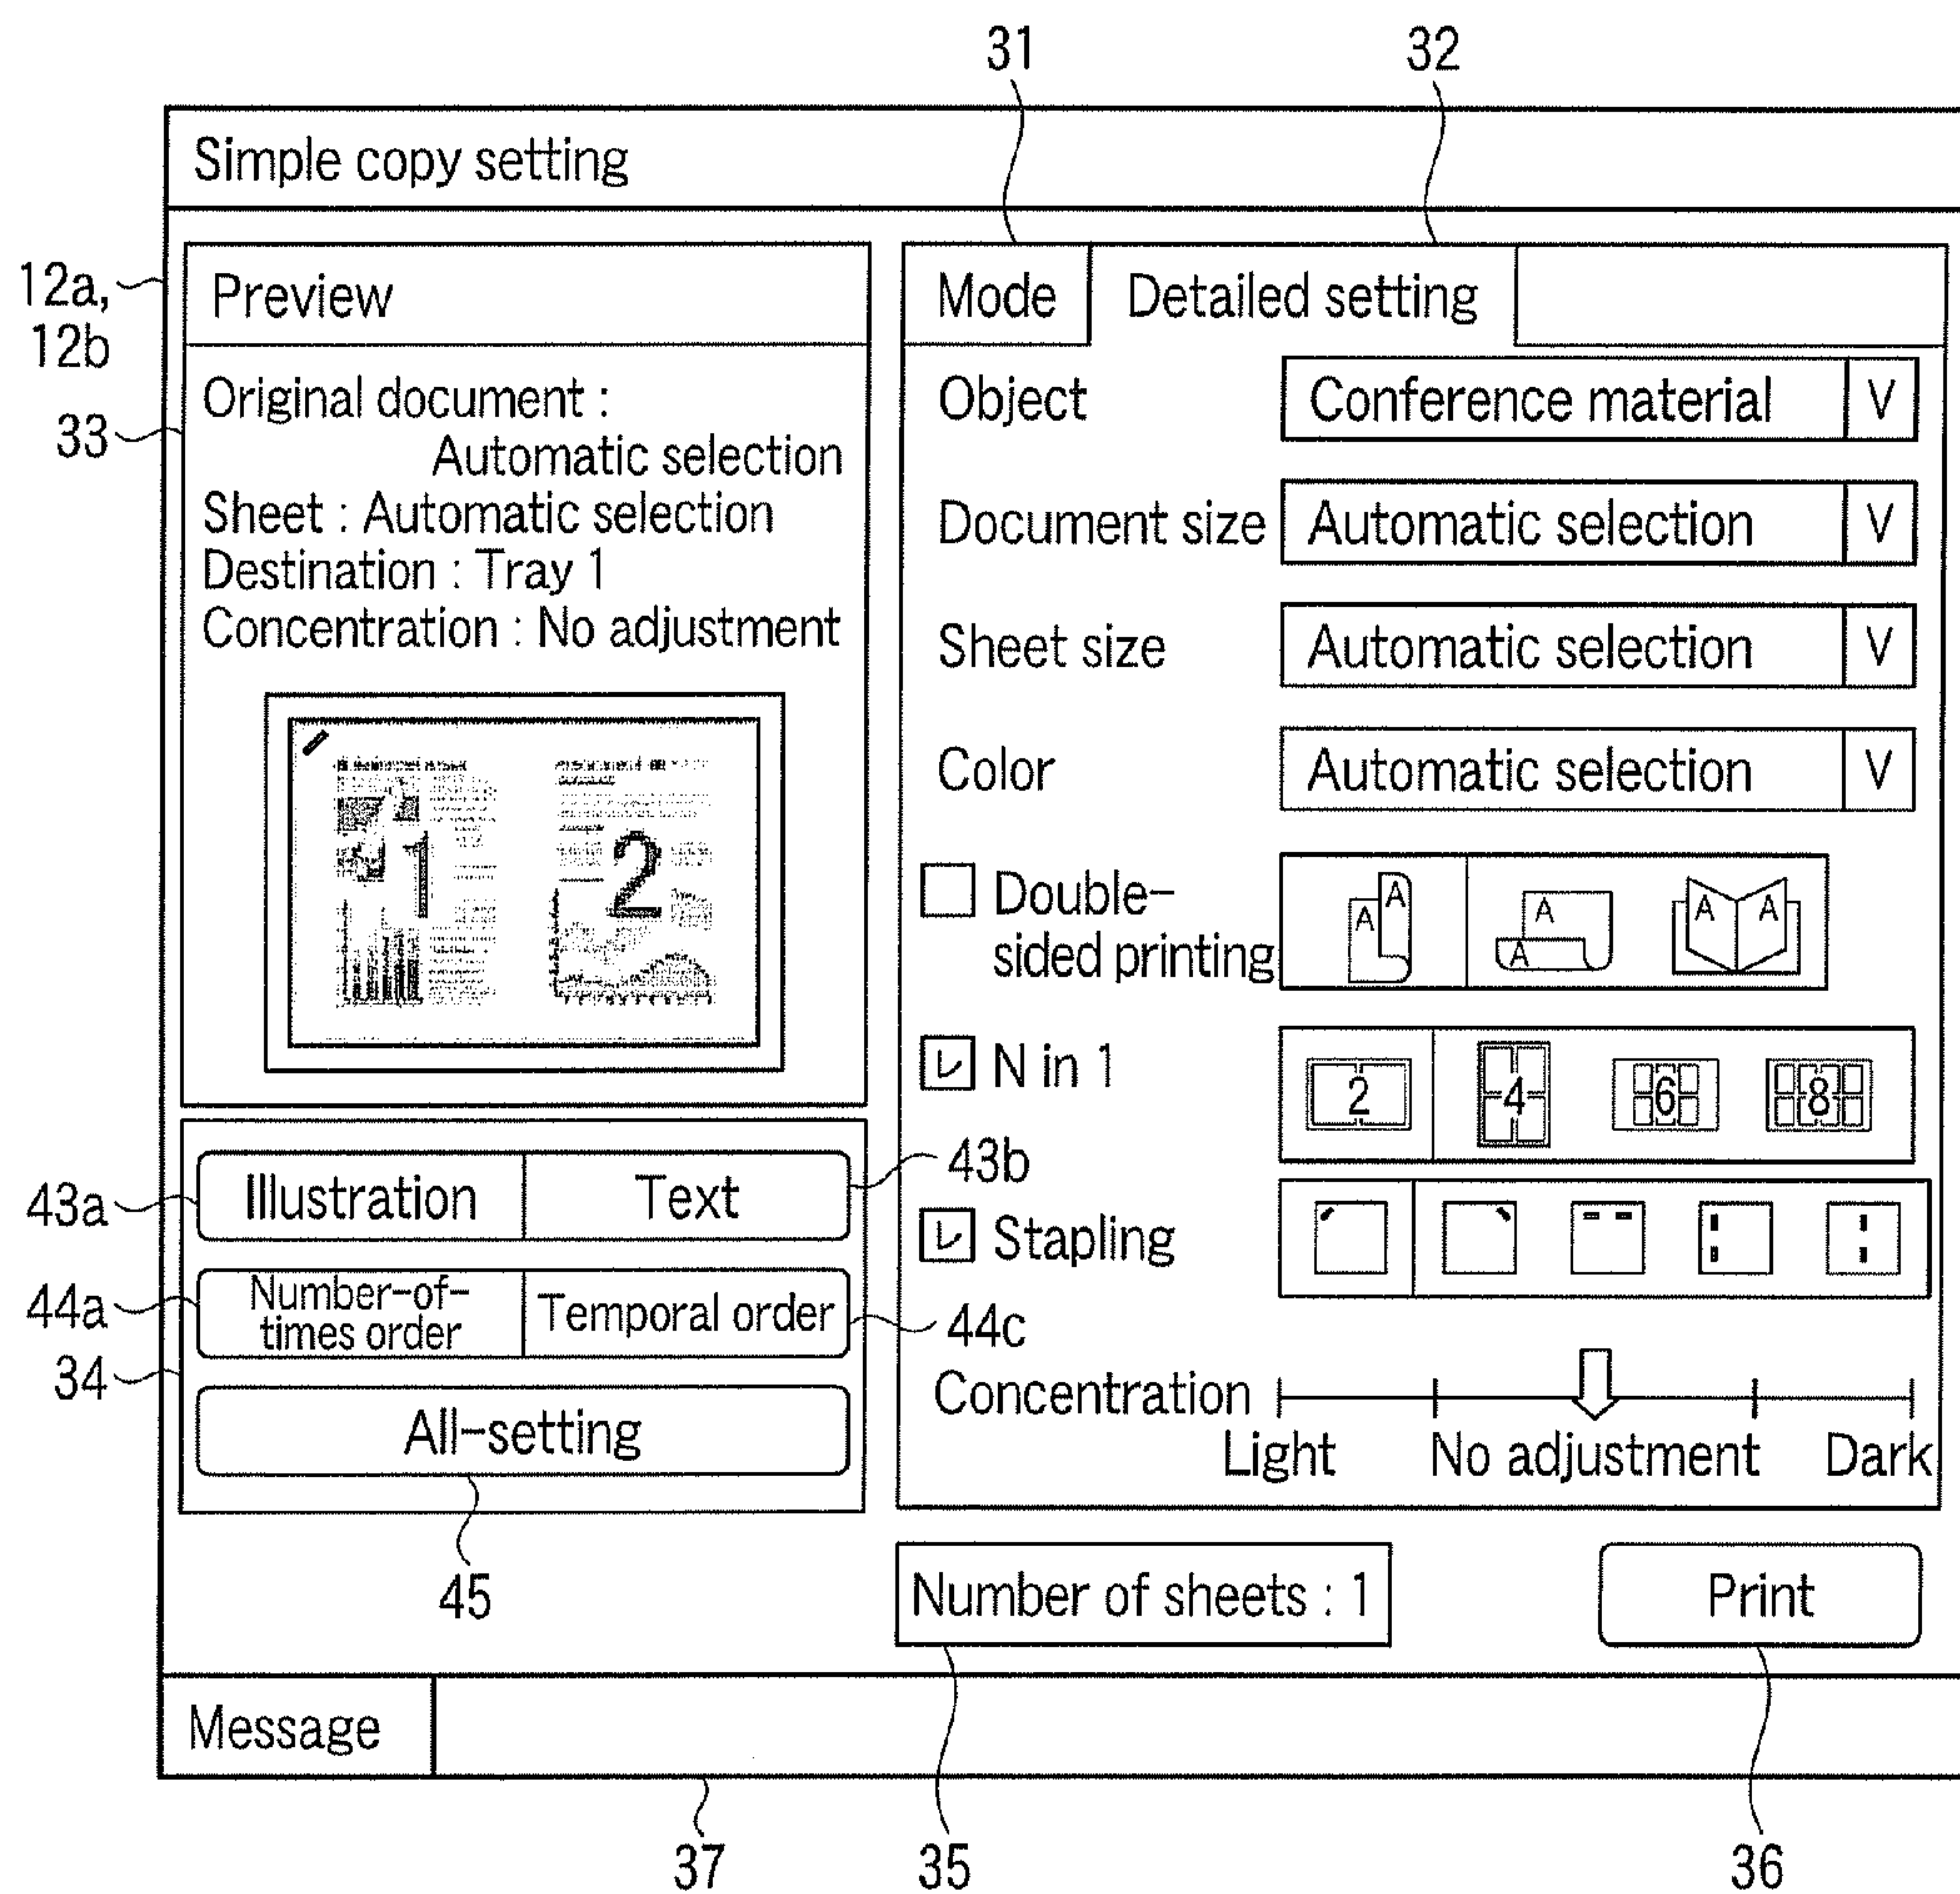 31
32
Simple copy setting
12a,
12b
Preview
Mode
Detailed setting
33
Original document :
Automatic selection
Sheet : Automatic selection
Destination : Tray 1
Concentration : No adjustment
1
2
Object
Conference material
V
Document size
Automatic selection
V
Sheet size
Automatic selection
V
Color
Automatic selection
V
Double-
sided printing
A
A
A
A
A
A
N in 1
2
4
6
8
43a
Illustration
Text
43b
Stapling
44a
Number-of-
times order
Temporal order
44c
34
All-setting
45
Concentration
Light
No adjustment
Dark
Number of sheets : 1
Print
Message
37
35
36